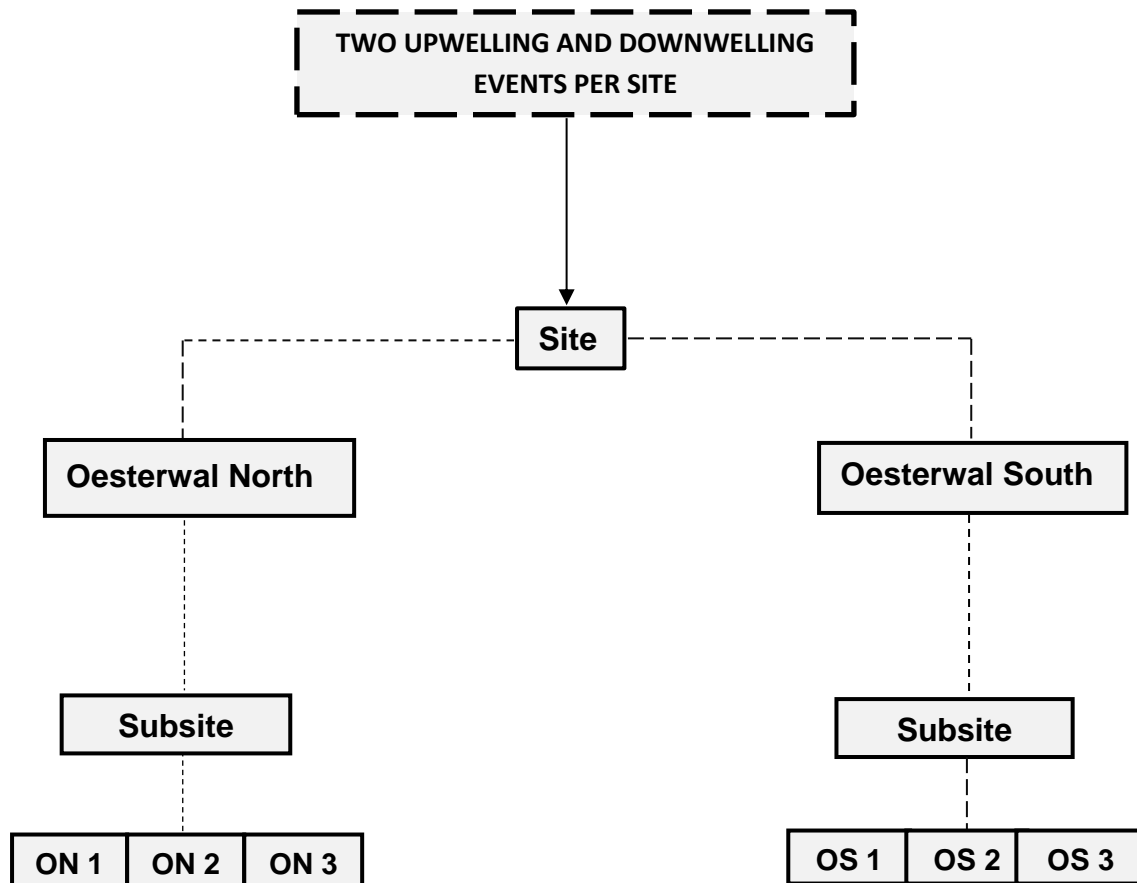 TWO UPWELLING AND DOWNWELLING
EVENTS PER SITE
Site
Oesterwal North
Oesterwal South
Subsite
Subsite
ON 1 ON 2 ON 3
OS 1 OS 2 OS 3